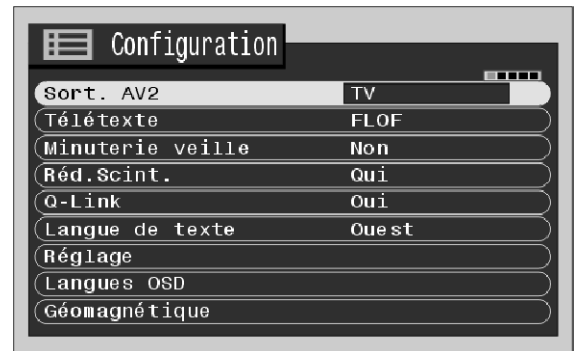 Configuration
Sort. AV2 TV
Télétexte FLOF
Minuterie veille Non
Réd.Scint. Qui
Q-Link Oui
Langue de texte Ouest
Réglage
Langues OSD
Géomagnétique